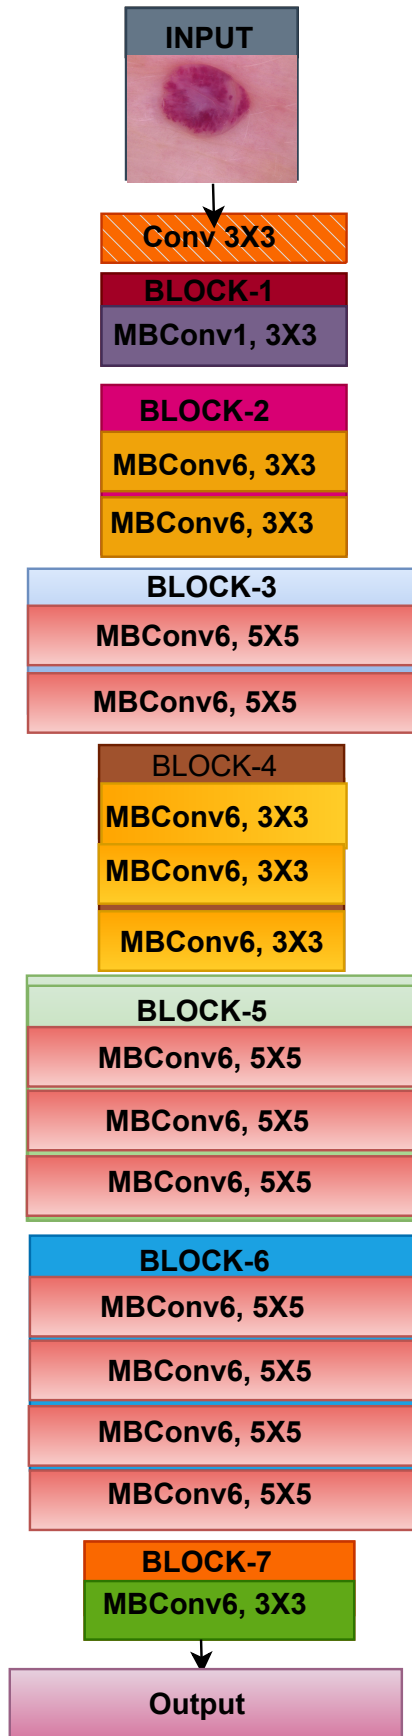 INPUT
Conv 3X3
BLOCK-1
MBConv1, 3X3
BLOCK-2
MBConv6, 3X3
MBConv6, 3X3
BLOCK-3
MBConv6, 5X5
MBConv6, 5X5
BLOCK-4
MBConv6, 3X3
MBConv6, 3X3
MBConv6, 3X3
BLOCK-5
MBConv6, 5X5
MBConv6, 5X5
MBConv6, 5X5
BLOCK-6
MBConv6, 5X5
MBConv6, 5X5
MBConv6, 5X5
MBConv6, 5X5
BLOCK-7
MBConv6, 3X3
Output